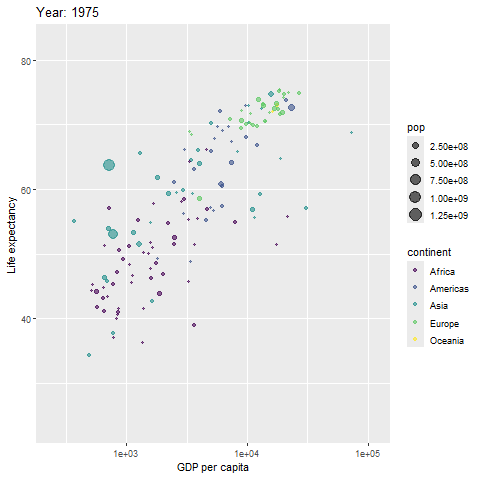 Year: 1975
80
60
40
Life expectancy
1e+03
1e+04
1e+05
GDP per capita
pop
2.50e+08
5.00e+08
7.50e+08
1.00e+09
1.25e+09
continent
Africa
Americas
Asia
Europe
Oceania